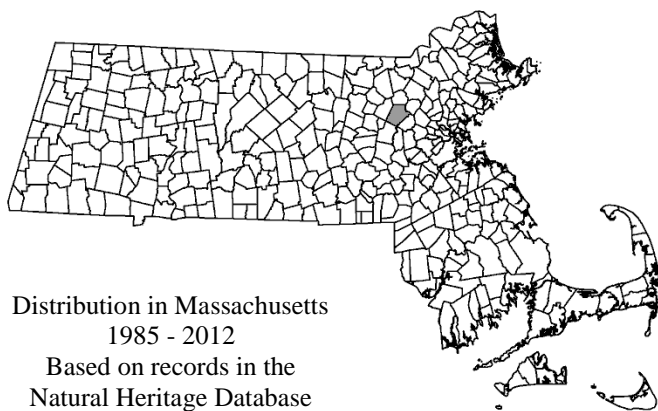 Distribution in Massachusetts
1985 - 2012
Based on records in the
Natural Heritage Database